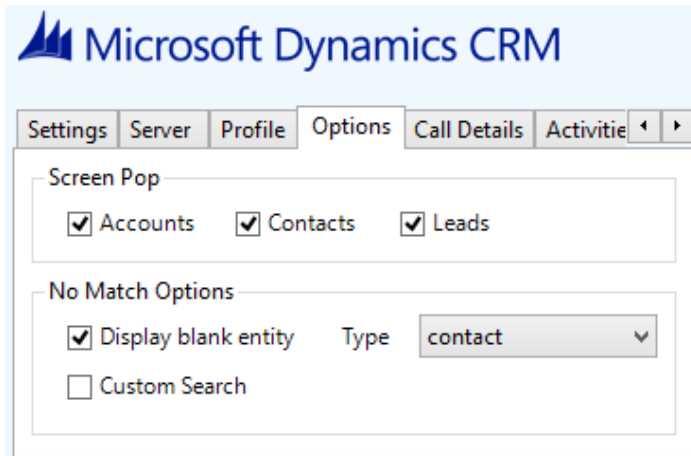 Microsoft Dynamics CRM
Settings Server Profile Options Call Details Activitie
Screen Pop
Accounts Contacts Leads
No Match Options
Display blank entity Type contact
Custom Search